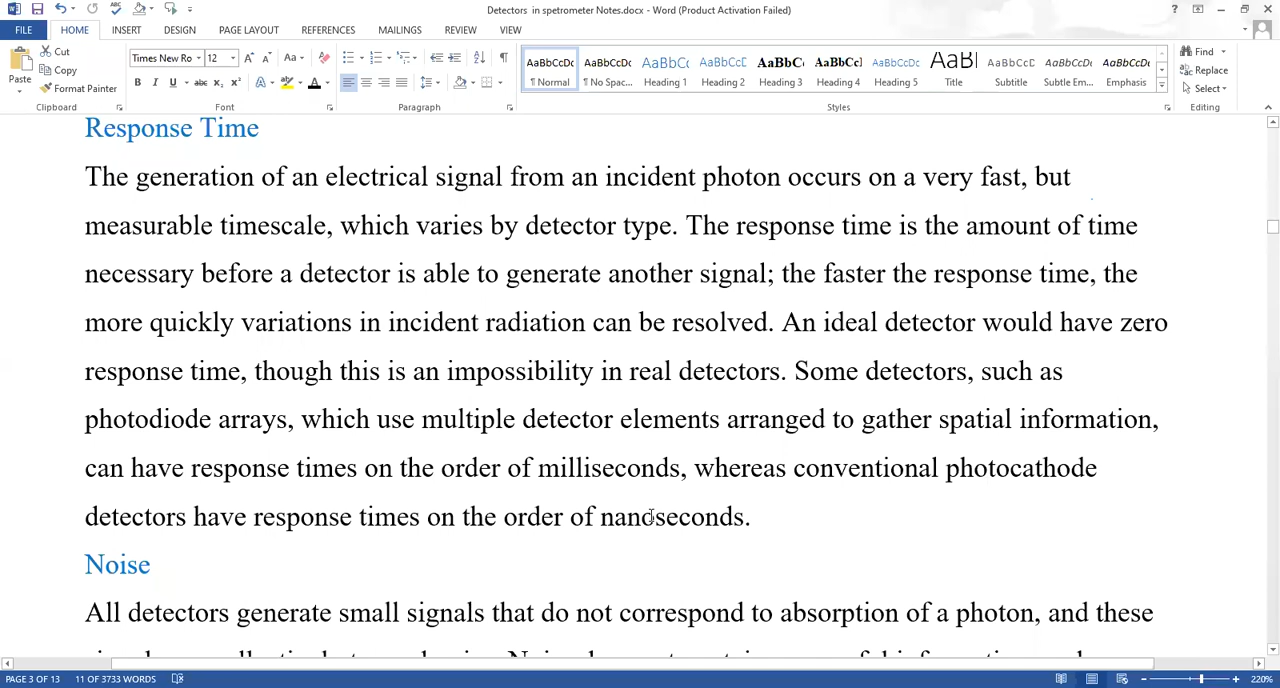 Detectors in spetrometer Notes.docx - Word (Product Activation Failed)
FILE HOME INSERT DESIGN PAGE LAYOUT REFERENCES MAILINGS REVIEW VIEW
Paste
Cut
Copy
Format Painter
Clipboard
Times New Ro 12
Font
Paragraph
AaBbCcDc AaBbCcDc AaBbCc AaBbCcD AaBbC AaBbCc AaBbCcDc AaB AaBbCcD AaBbCcDc AaBbCcDc
¶ Normal ¶ No Spac... Heading 1 Heading 2 Heading 3 Heading 4 Heading 5 Title Subtitle Subtle Em... Emphasis
Styles
Find
Replace
Select
Editing
Response Time
The generation of an electrical signal from an incident photon occurs on a very fast, but
measurable timescale, which varies by detector type. The response time is the amount of time
necessary before a detector is able to generate another signal; the faster the response time, the
more quickly variations in incident radiation can be resolved. An ideal detector would have zero
response time, though this is an impossibility in real detectors. Some detectors, such as
photodiode arrays, which use multiple detector elements arranged to gather spatial information,
can have response times on the order of milliseconds, whereas conventional photocathode
detectors have response times on the order of nanoseconds.
Noise
All detectors generate small signals that do not correspond to absorption of a photon, and these
PAGE 3 OF 13 11 OF 3733 WORDS 220%